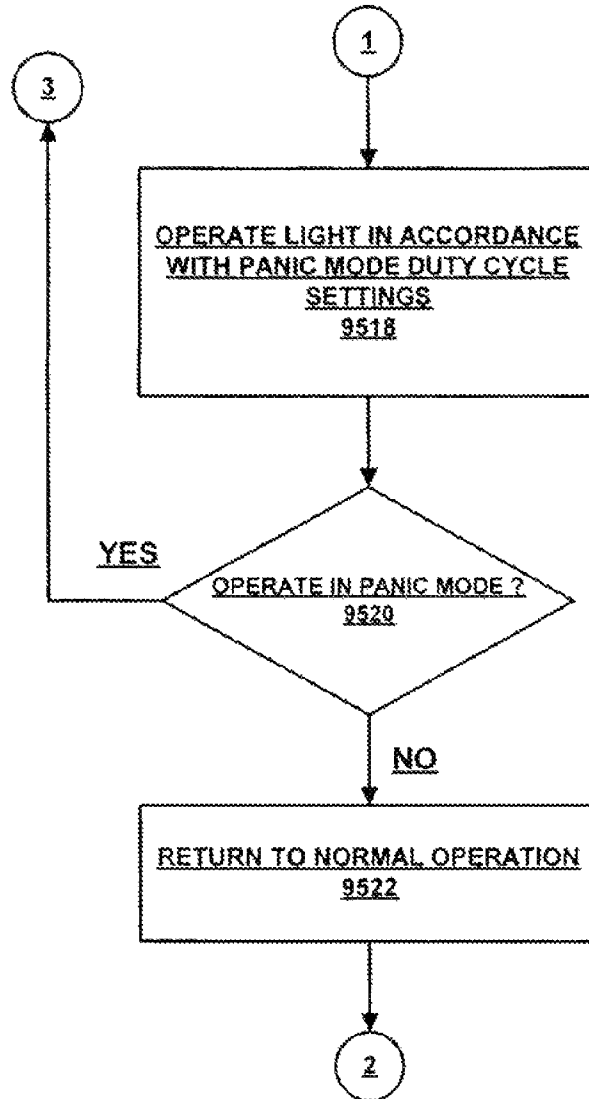 1
3
OPERATE LIGHT IN ACCORDANCE
WITH PANIC MODE DUTY CYCLE
SETTINGS
9518
YES
OPERATE IN PANIC MODE ?
9520
NO
RETURN TO NORMAL OPERATION
9522
2